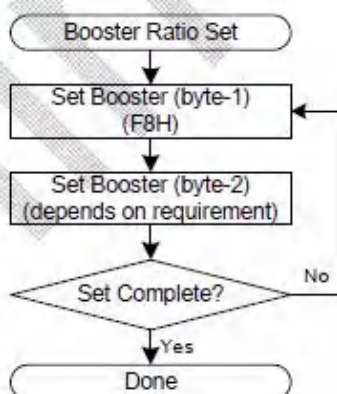 Booster Ratio Set
Set Booster (byte-1)
(F8H)
Set Booster (byte-2)
(depends on requirement)
Set Complete?
No
Yes
Done